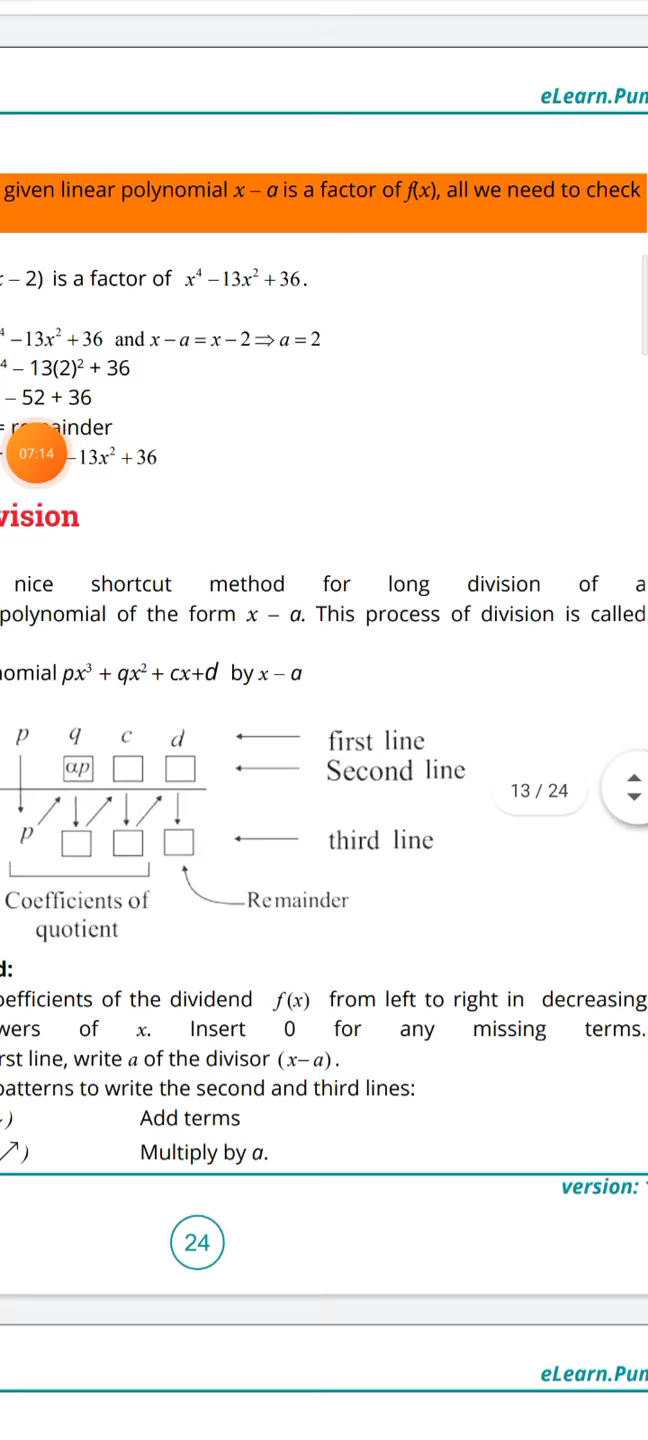 eLearn.Pun
given linear polynomial x – a is a factor of f(x), all we need to check
– 2) is a factor of x⁴ – 13x² + 36.
⁴ – 13x² + 36 and x – a = x – 2 ⇒ a = 2
⁴ – 13(2)² + 36
– 52 + 36
= remainder
07:14 – 13x² + 36
vision
nice shortcut method for long division of a
polynomial of the form x – a. This process of division is called
nomial px³ + qx² + cx+d by x – a
p q c d ← first line
ap ← Second line
13 / 24
p ← third line
Coefficients of
quotient
Remainder
d:
oefficients of the dividend f(x) from left to right in decreasing
wers of x. Insert 0 for any missing terms.
rst line, write a of the divisor (x–a).
patterns to write the second and third lines:
) Add terms
↗) Multiply by a.
version:
24
eLearn.Pun